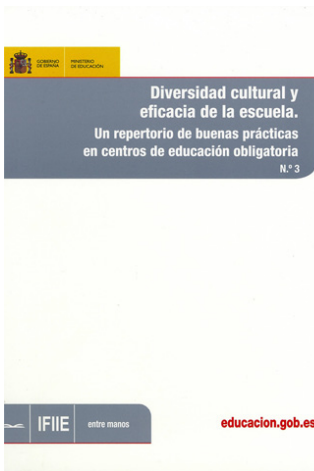 GOBIERNO
DE ESPAÑA
MINISTERIO
DE EDUCACIÓN
Diversidad cultural y
eficacia de la escuela.
Un repertorio de buenas prácticas
en centros de educación obligatoria
N.º 3
IFIIE
entre manos
educacion.gob.es